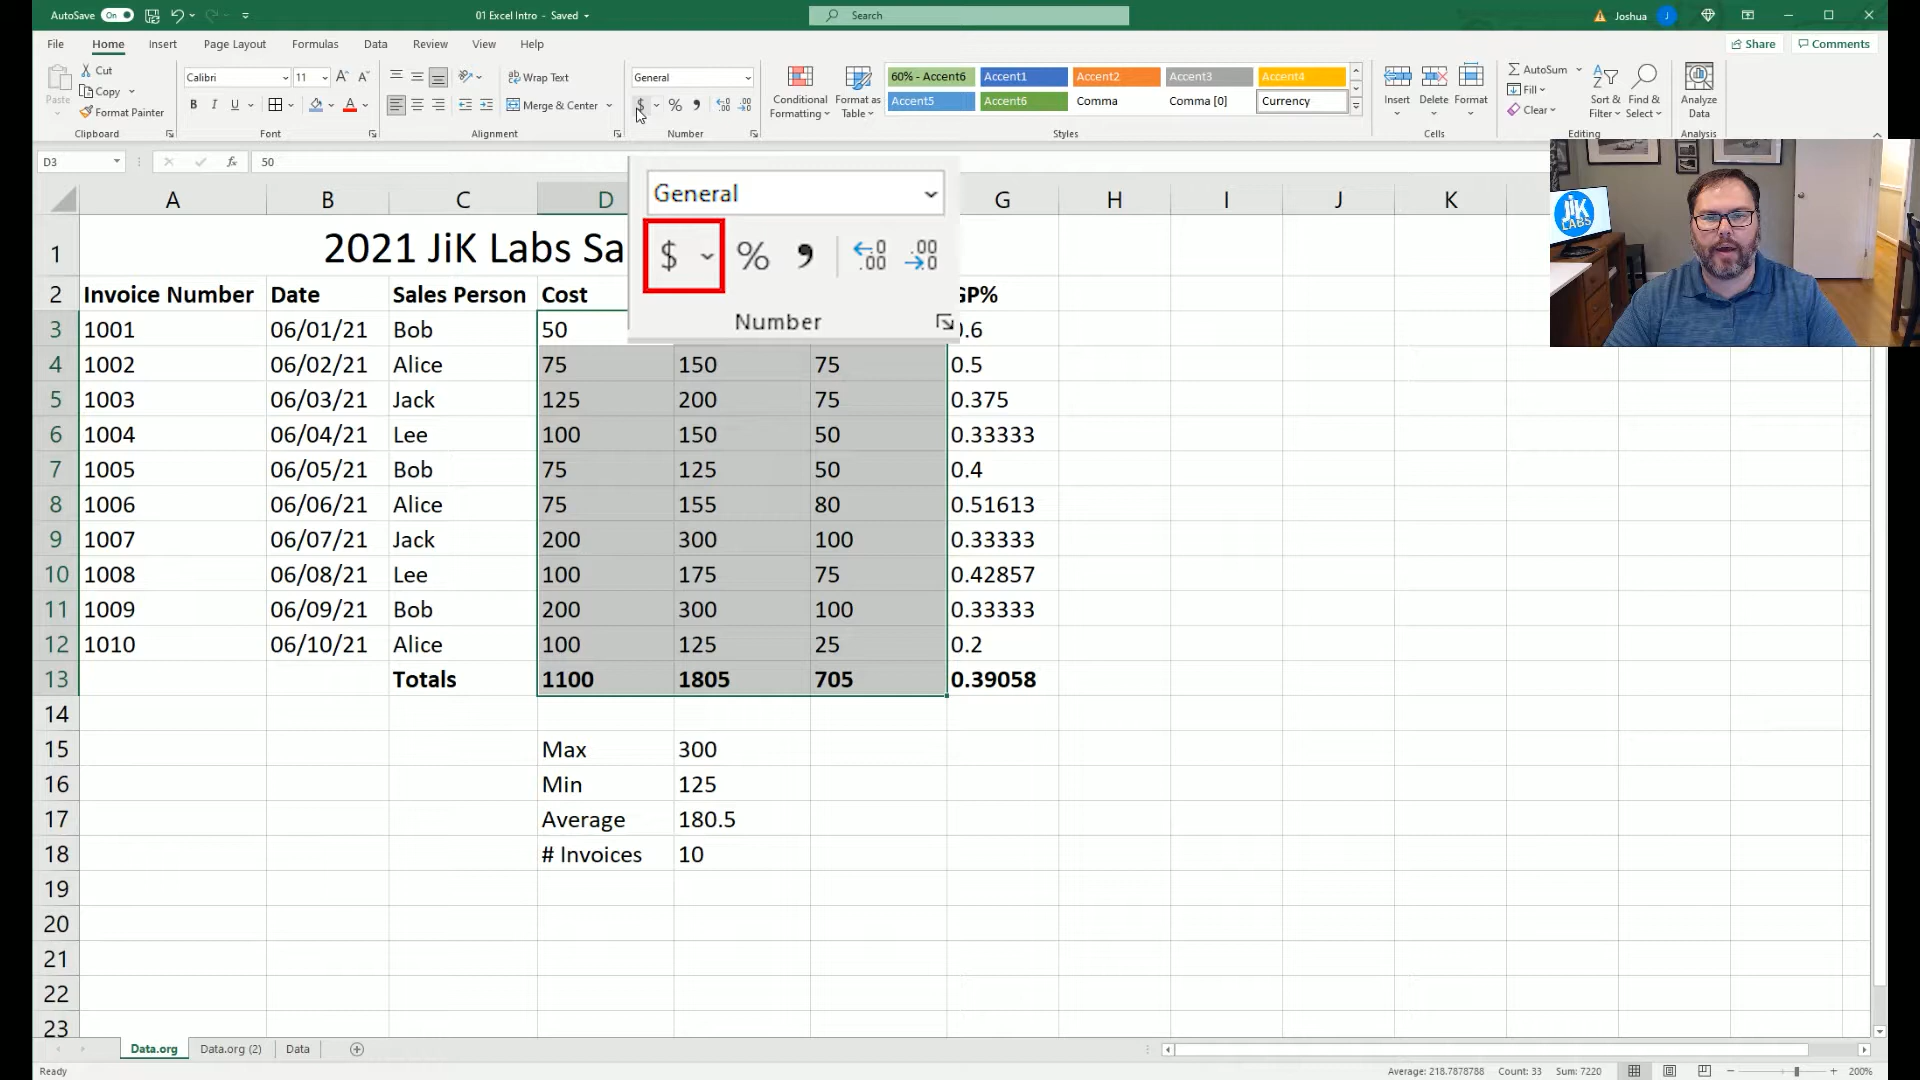 AutoSave On 01 Excel Intro - Saved Search Joshua J
File Home Insert Page Layout Formulas Data Review View Help Share Comments
Paste Cut Calibri 11 A A Wrap Text General 60% - Accent6 Accent1 Accent2 Accent3 Accent4 AutoSum
Copy Fill
Format Painter B I U A Merge & Center $ % , Conditional Formatting Format as Table Accent5 Accent6 Comma Comma [0] Currency Insert Delete Format Clear Sort & Filter Find & Select Analyze Data
Clipboard Font Alignment Number Styles Cells Editing Analysis
D3 fx 50
General
$ % , .00 .00
Number
A B C D G H I J K
1 2021 JiK Labs Sa
2 Invoice Number Date Sales Person Cost GP%
3 1001 06/01/21 Bob 50 0.6
4 1002 06/02/21 Alice 75 150 75 0.5
5 1003 06/03/21 Jack 125 200 75 0.375
6 1004 06/04/21 Lee 100 150 50 0.33333
7 1005 06/05/21 Bob 75 125 50 0.4
8 1006 06/06/21 Alice 75 155 80 0.51613
9 1007 06/07/21 Jack 200 300 100 0.33333
10 1008 06/08/21 Lee 100 175 75 0.42857
11 1009 06/09/21 Bob 200 300 100 0.33333
12 1010 06/10/21 Alice 100 125 25 0.2
13 Totals 1100 1805 705 0.39058
14
15 Max 300
16 Min 125
17 Average 180.5
18 # Invoices 10
19
20
21
22
23
Data.org Data.org (2) Data
Ready Average: 218.7878788 Count: 33 Sum: 7220 200%
JiK
LABS